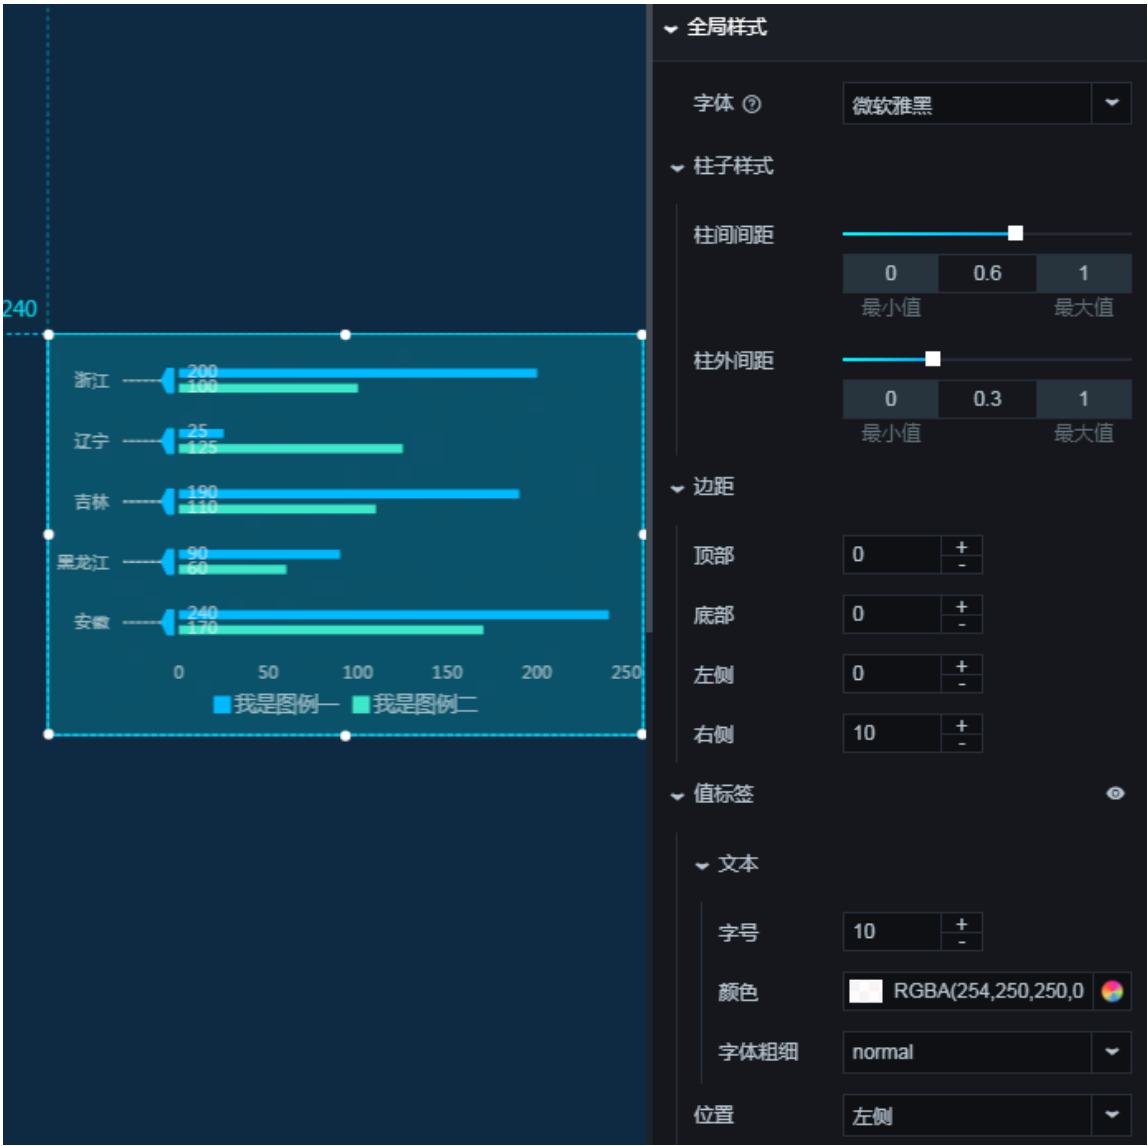 240
浙江
200
100
辽宁
25
125
吉林
190
110
黑龙江
90
60
安徽
240
170
0 50 100 150 200 250
我是图例一 我是图例二
全局样式
字体 ? 微软雅黑
柱子样式
柱间间距
0 0.6 1
最小值 最大值
柱外间距
0 0.3 1
最小值 最大值
边距
顶部 0 + -
底部 0 + -
左侧 0 + -
右侧 10 + -
值标签
文本
字号 10 + -
颜色 RGBA(254,250,250,0
字体粗细 normal
位置 左侧